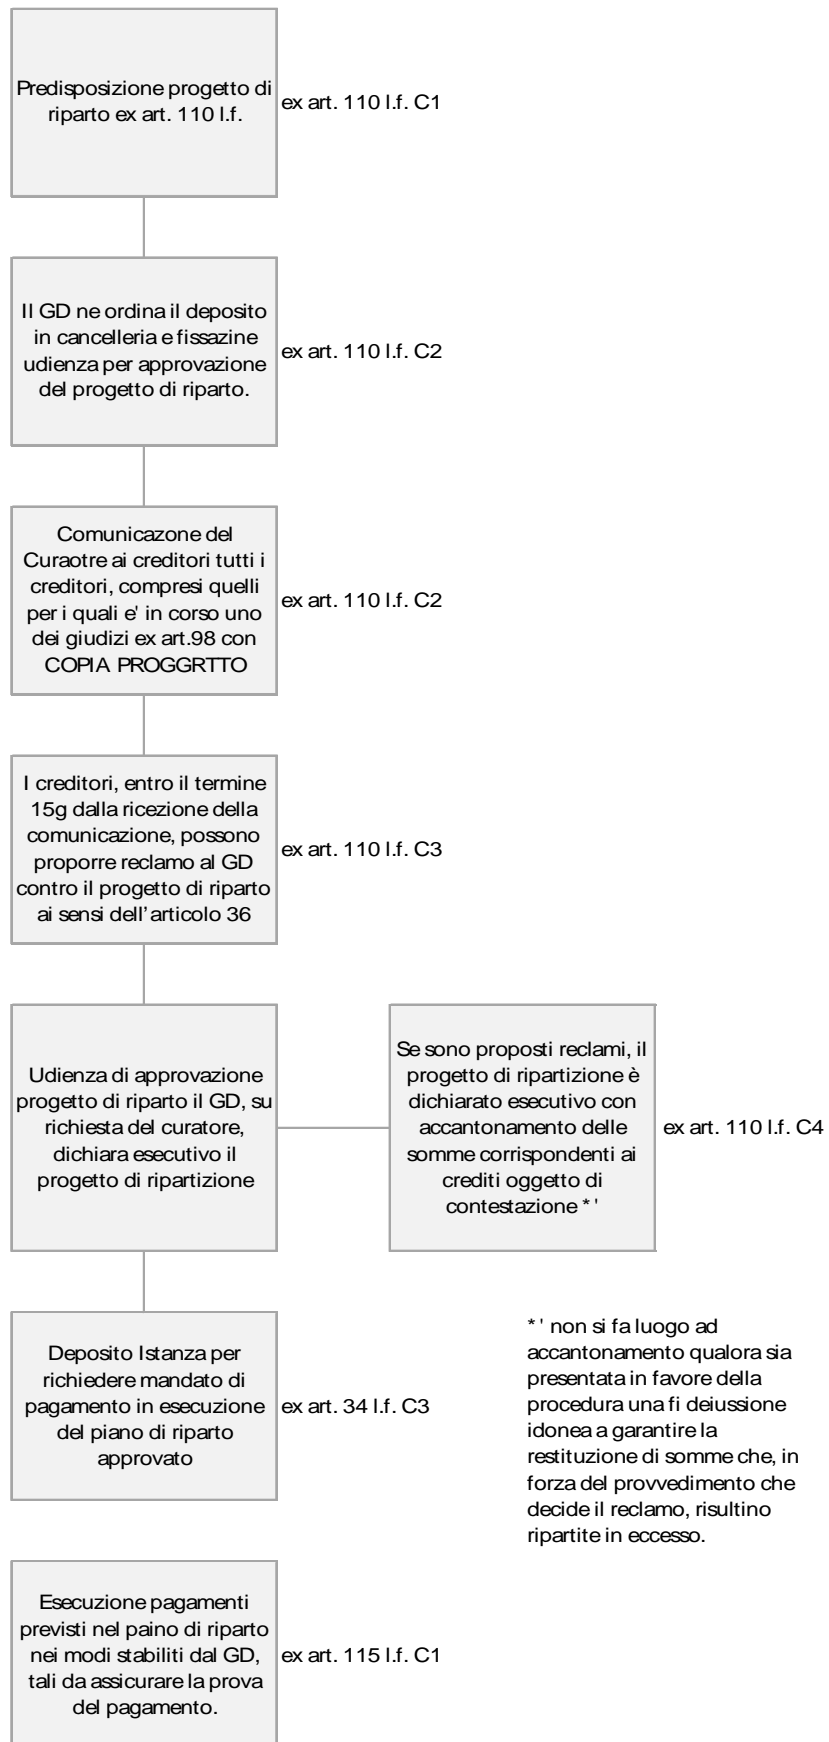 Predisposizione progetto di
riparto ex art. 110 l.f.
ex art. 110 l.f. C1
Il GD ne ordina il deposito
in cancelleria e fissazine
udienza per approvazione
del progetto di riparto.
ex art. 110 l.f. C2
Comunicazone del
Curaotre ai creditori tutti i
creditori, compresi quelli
per i quali e' in corso uno
dei giudizi ex art.98 con
COPIA PROGGRTTO
ex art. 110 l.f. C2
I creditori, entro il termine
15g dalla ricezione della
comunicazione, possono
proporre reclamo al GD
contro il progetto di riparto
ai sensi dell'articolo 36
ex art. 110 l.f. C3
Udienza di approvazione
progetto di riparto il GD, su
richiesta del curatore,
dichiara esecutivo il
progetto di ripartizione
Se sono proposti reclami, il
progetto di ripartizione è
dichiarato esecutivo con
accantonamento delle
somme corrispondenti ai
crediti oggetto di
contestazione *'
ex art. 110 l.f. C4
Deposito Istanza per
richiedere mandato di
pagamento in esecuzione
del piano di riparto
approvato
ex art. 34 l.f. C3
*' non si fa luogo ad
accantonamento qualora sia
presentata in favore della
procedura una fi deiussione
idonea a garantire la
restituzione di somme che, in
forza del provvedimento che
decide il reclamo, risultino
ripartite in eccesso.
Esecuzione pagamenti
previsti nel paino di riparto
nei modi stabiliti dal GD,
tali da assicurare la prova
del pagamento.
ex art. 115 l.f. C1